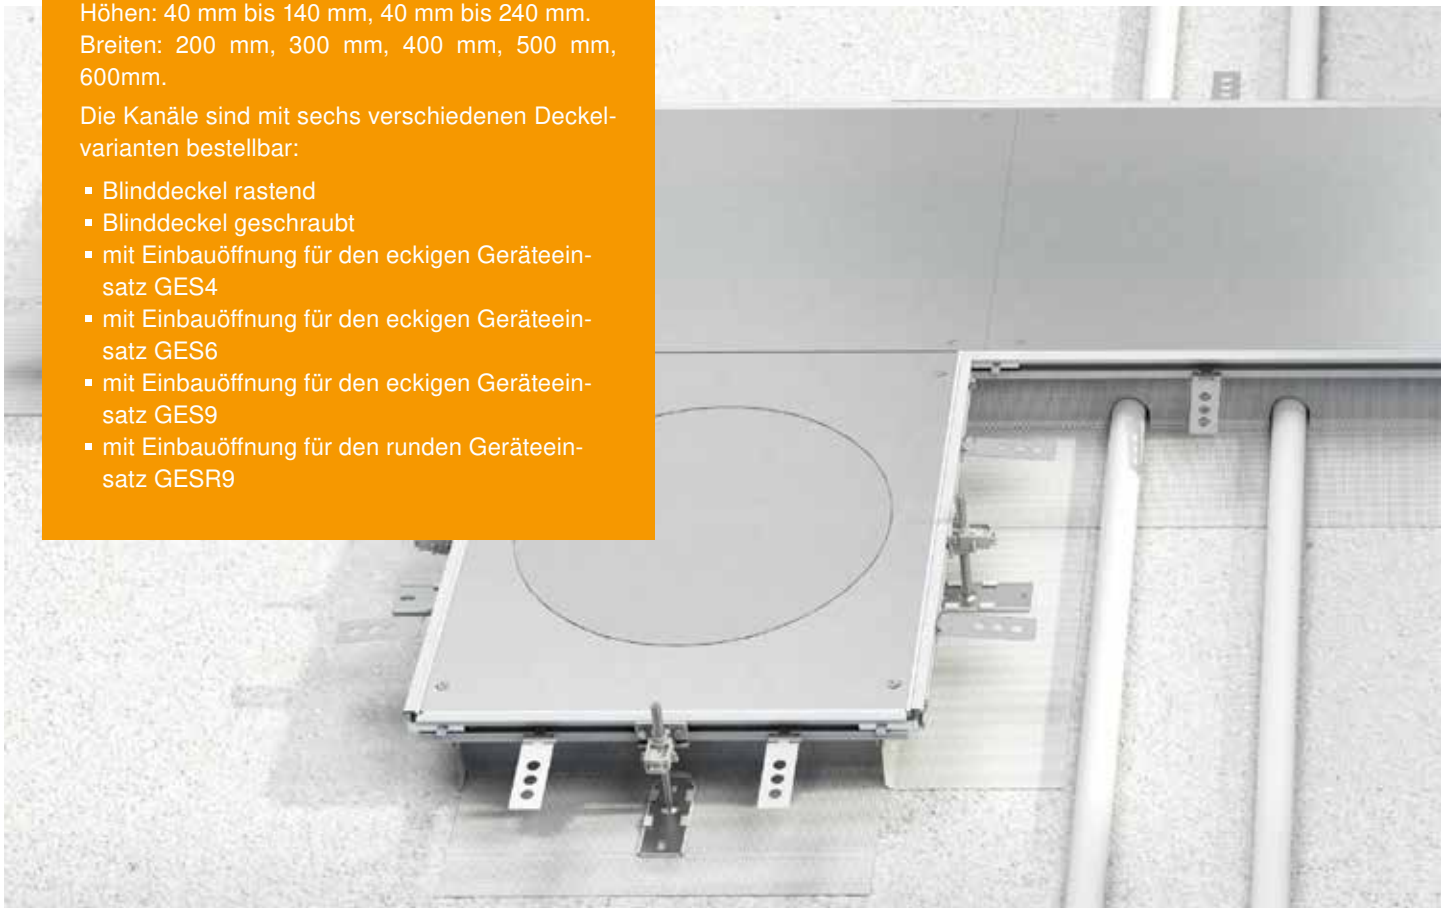 Höhen: 40 mm bis 140 mm, 40 mm bis 240 mm.
Breiten: 200 mm, 300 mm, 400 mm, 500 mm,
600mm.
Die Kanäle sind mit sechs verschiedenen Deckel-
varianten bestellbar:
▪ Blinddeckel rastend
▪ Blinddeckel geschraubt
▪ mit Einbauöffnung für den eckigen Geräteein-
satz GES4
▪ mit Einbauöffnung für den eckigen Geräteein-
satz GES6
▪ mit Einbauöffnung für den eckigen Geräteein-
satz GES9
▪ mit Einbauöffnung für den runden Geräteein-
satz GESR9